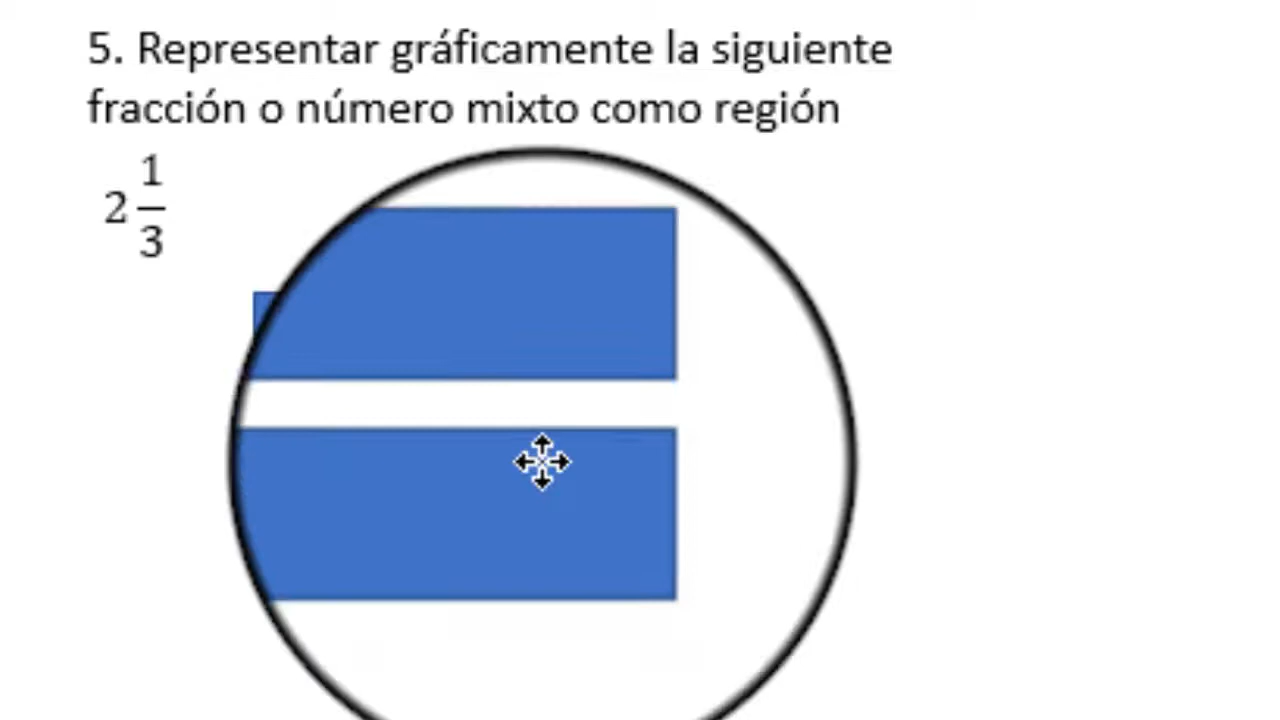 5. Representar gráficamente la siguiente
fracción o número mixto como región
2 1/3